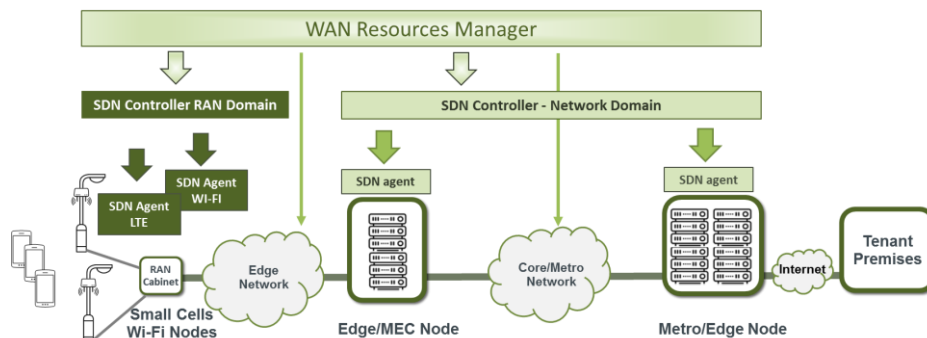 WAN Resources Manager
SDN Controller RAN Domain
SDN Controller - Network Domain
SDN Agent
WI-FI
SDN Agent
LTE
SDN agent
SDN agent
RAN
Cabinet
Edge
Network
Core/Metro
Network
Internet
Tenant
Premises
Small Cells
Wi-Fi Nodes
Edge/MEC Node
Metro/Edge Node